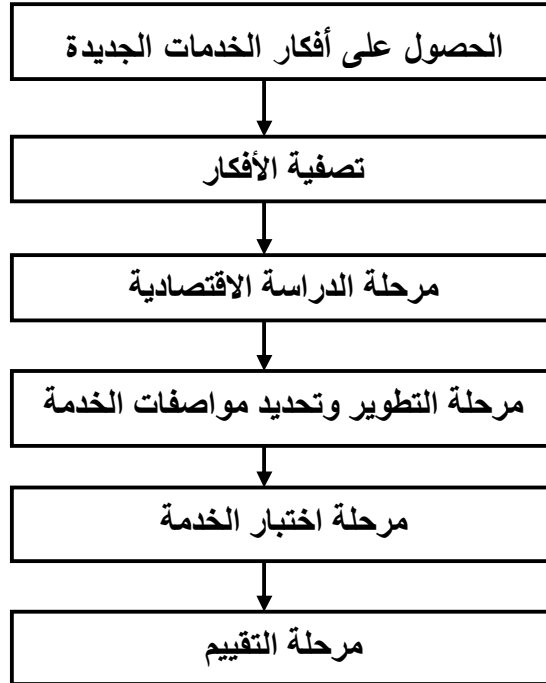 الحصول على أفكار الخدمات الجديدة
تصفية الأفكار
مرحلة الدراسة الاقتصادية
مرحلة التطوير وتحديد مواصفات الخدمة
مرحلة اختبار الخدمة
مرحلة التقييم